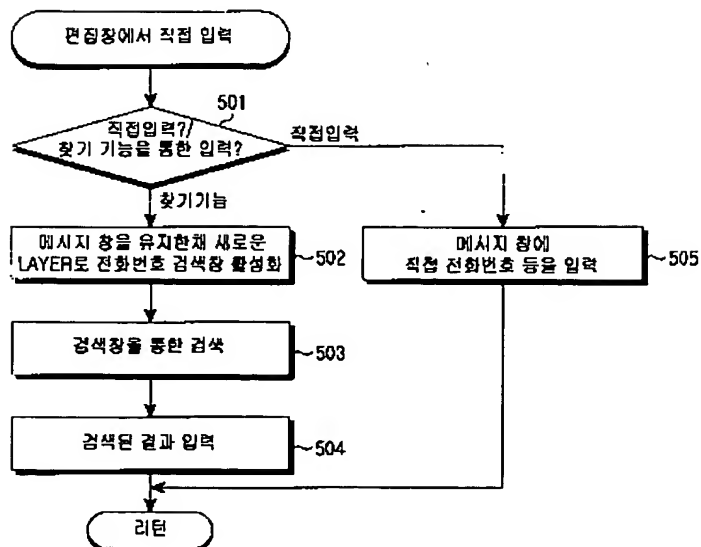 편집창에서 직접 입력
501
직접입력?/
찾기 기능을 통한 입력?
직접입력
찾기기능
메시지 창을 유지한채 새로운
LAYER로 전화번호 검색창 활성화
502
메시지 창에
직접 전화번호 등을 입력
505
검색창을 통한 검색
503
검색된 결과 입력
504
리턴